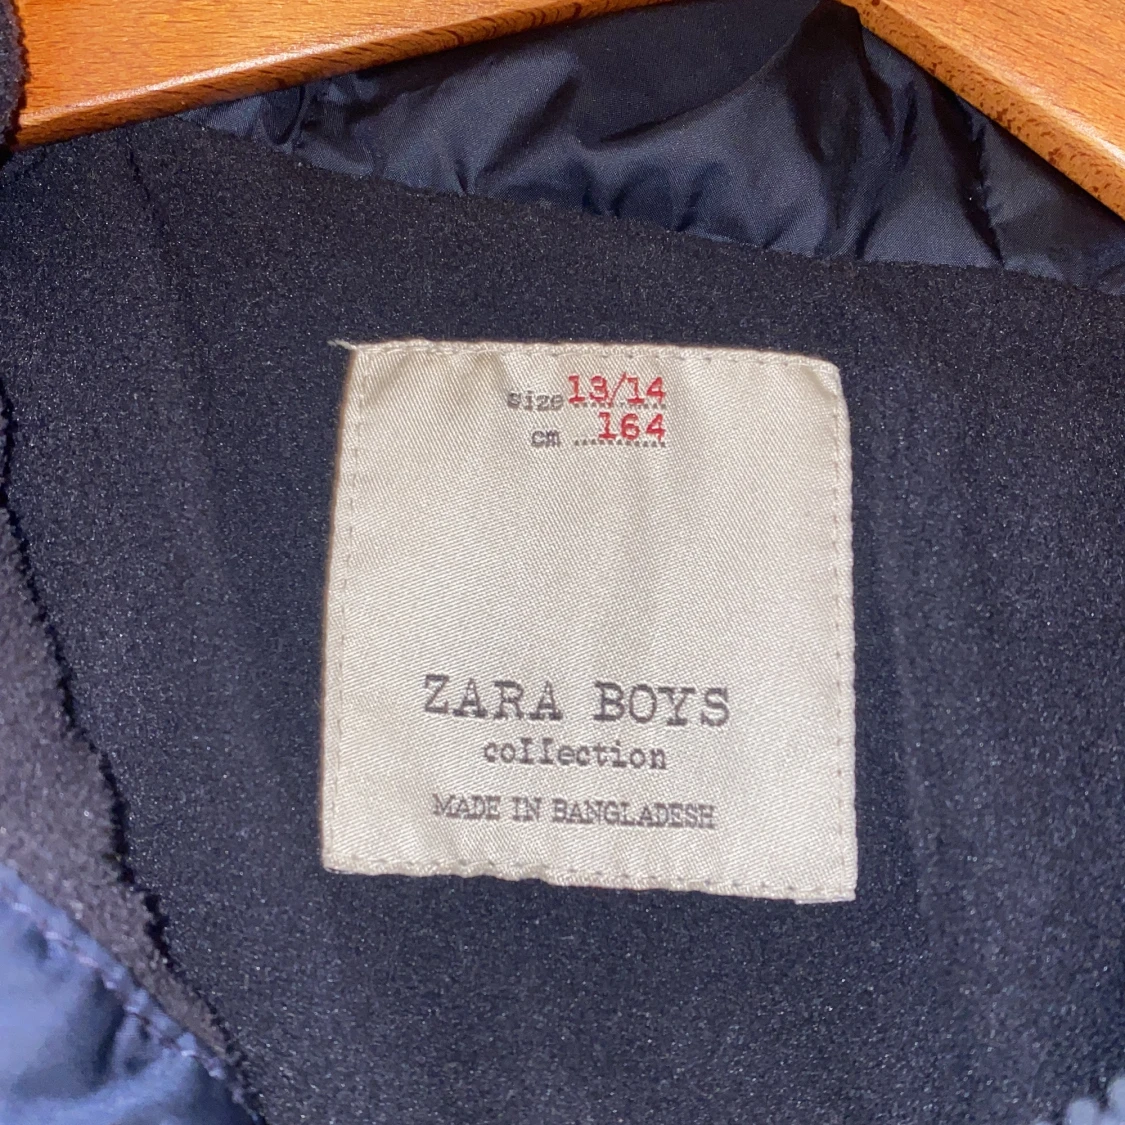 size 13/14
cm 164
ZARA BOYS
collection
MADE IN BANGLADESH